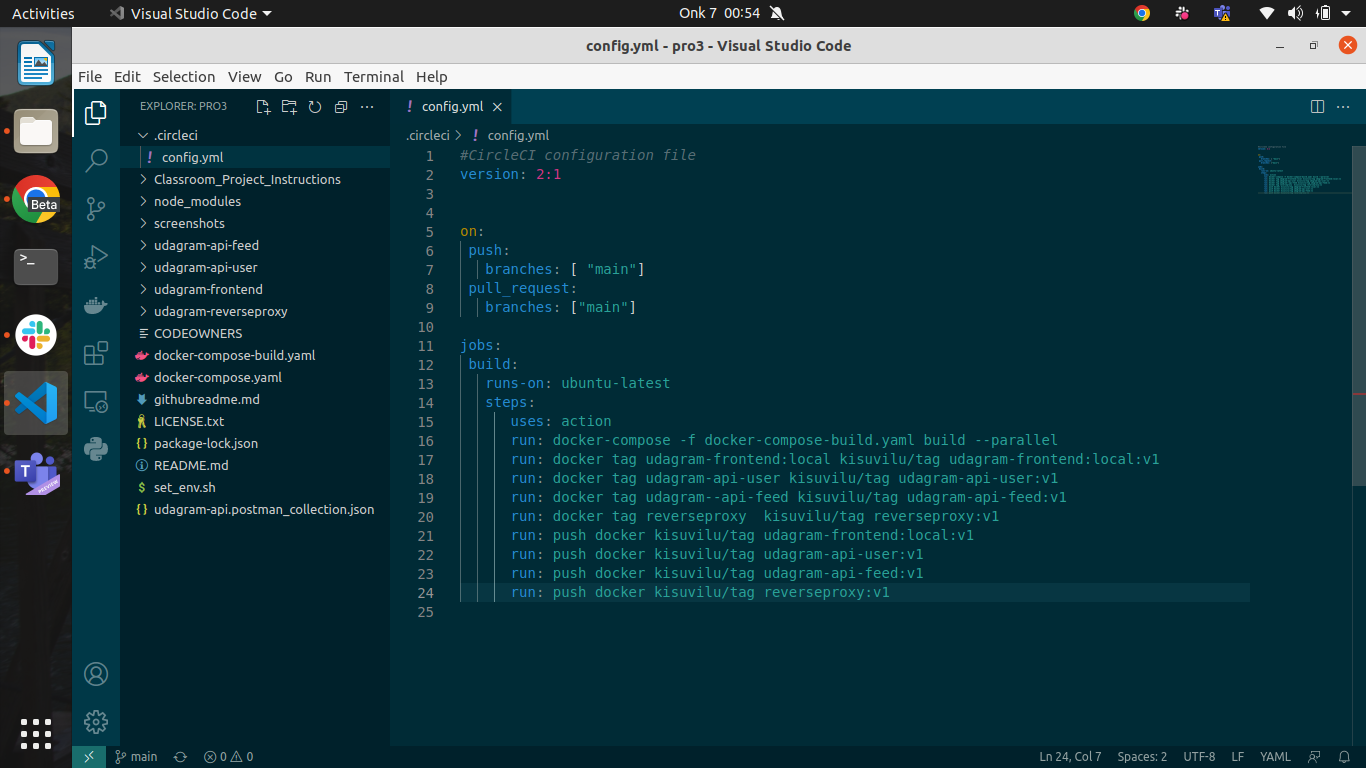 Activities
Visual Studio Code
Onk 7 00:54
config.yml - pro3 - Visual Studio Code
File Edit Selection View Go Run Terminal Help
EXPLORER: PRO3
.circleci
config.yml
Classroom_Project_Instructions
node_modules
screenshots
udagram-api-feed
udagram-api-user
udagram-frontend
udagram-reverseproxy
CODEOWNERS
docker-compose-build.yaml
docker-compose.yaml
githubreadme.md
LICENSE.txt
package-lock.json
README.md
set_env.sh
udagram-api.postman_collection.json
Beta
PREVIEW
! config.yml
.circleci > ! config.yml
1 #CircleCI configuration file
2 version: 2:1
3
4
5 on:
6 push:
7 branches: [ "main"]
8 pull_request:
9 branches: ["main"]
10
11 jobs:
12 build:
13 runs-on: ubuntu-latest
14 steps:
15 uses: action
16 run: docker-compose -f docker-compose-build.yaml build --parallel
17 run: docker tag udagram-frontend:local kisuvilu/tag udagram-frontend:local:v1
18 run: docker tag udagram-api-user kisuvilu/tag udagram-api-user:v1
19 run: docker tag udagram--api-feed kisuvilu/tag udagram-api-feed:v1
20 run: docker tag reverseproxy  kisuvilu/tag reverseproxy:v1
21 run: push docker kisuvilu/tag udagram-frontend:local:v1
22 run: push docker kisuvilu/tag udagram-api-user:v1
23 run: push docker kisuvilu/tag udagram-api-feed:v1
24 run: push docker kisuvilu/tag reverseproxy:v1
25
main 0 0
Ln 24, Col 7 Spaces: 2 UTF-8 LF YAML